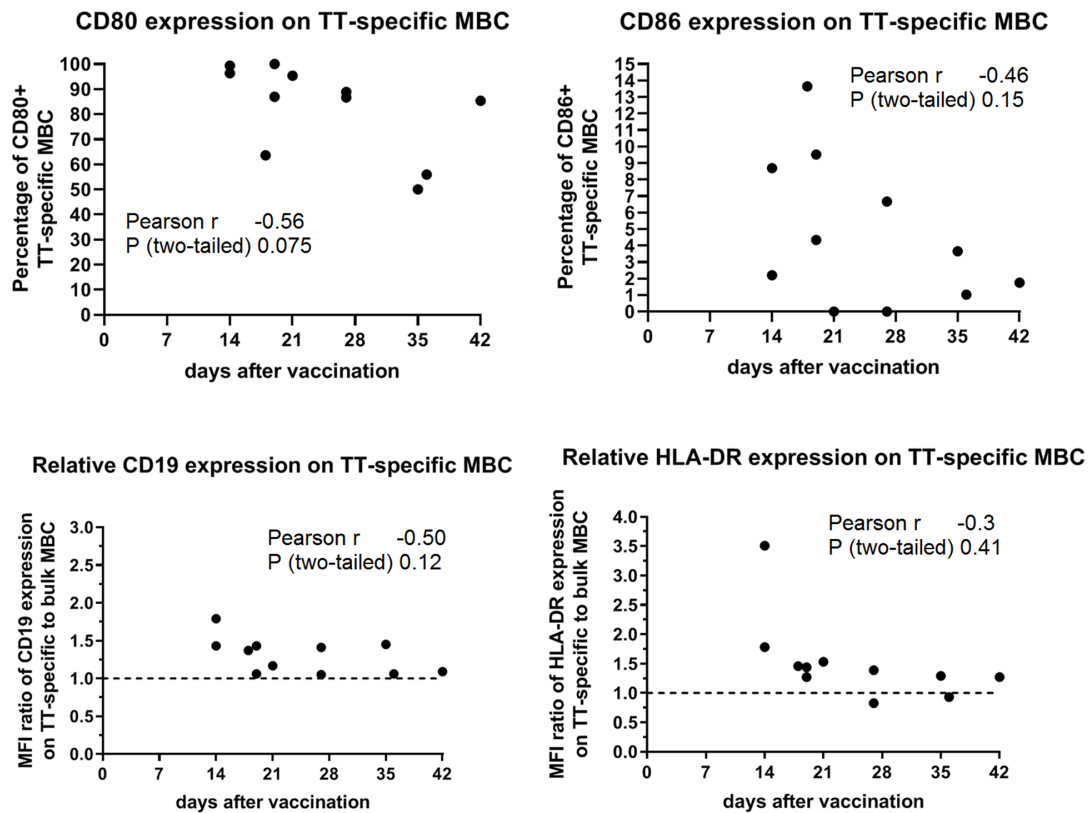 CD80 expression on TT-specific MBC
Percentage of CD80+
TT-specific MBC
100
90
80
70
60
50
40
30
20
10
0
Pearson r -0.56
P (two-tailed) 0.075
0 7 14 21 28 35 42
days after vaccination
CD86 expression on TT-specific MBC
Percentage of CD86+
TT-specific MBC
15
14
13
12
11
10
9
8
7
6
5
4
3
2
1
0
Pearson r -0.46
P (two-tailed) 0.15
0 7 14 21 28 35 42
days after vaccination
Relative CD19 expression on TT-specific MBC
MFI ratio of CD19 expression
on TT-specific to bulk MBC
3.0
2.5
2.0
1.5
1.0
0.5
0.0
Pearson r -0.50
P (two-tailed) 0.12
0 7 14 21 28 35 42
days after vaccination
Relative HLA-DR expression on TT-specific MBC
MFI ratio of HLA-DR expression
on TT-specific to bulk MBC
4.0
3.5
3.0
2.5
2.0
1.5
1.0
0.5
0.0
Pearson r -0.3
P (two-tailed) 0.41
0 7 14 21 28 35 42
days after vaccination